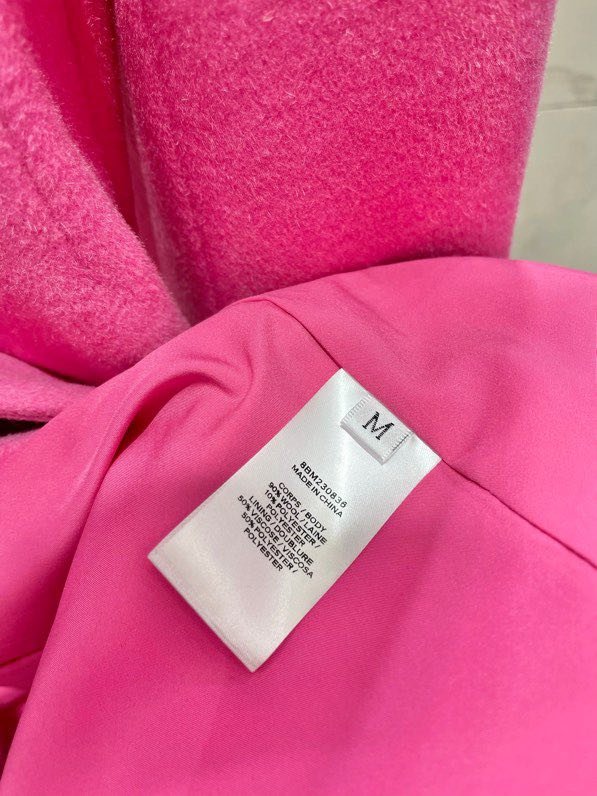 M
8BM230836
MADE IN CHINA
CORPS / BODY
90% WOOL / LAINE
10% POLYESTER /
POLYESTER
LINING / DOUBLURE
50% VISCOSE / VISCOSA
50% POLYESTER /
POLYESTER